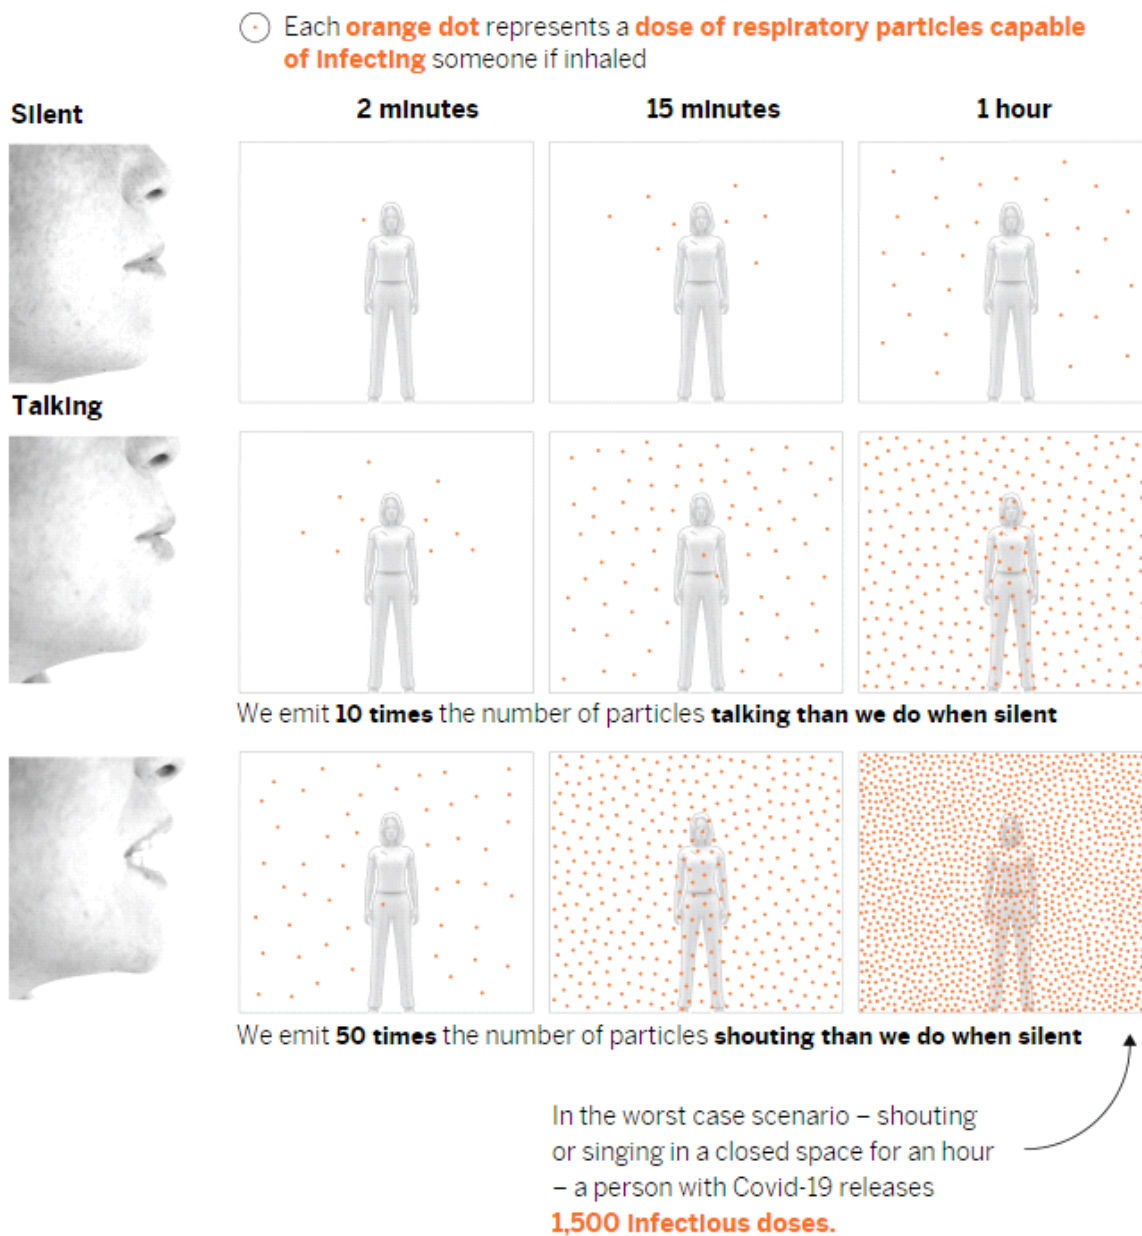 Each orange dot represents a dose of respiratory particles capable
of infecting someone if inhaled
Silent
2 minutes
15 minutes
1 hour
Talking
We emit 10 times the number of particles talking than we do when silent
We emit 50 times the number of particles shouting than we do when silent
In the worst case scenario – shouting
or singing in a closed space for an hour
– a person with Covid-19 releases
1,500 infectious doses.